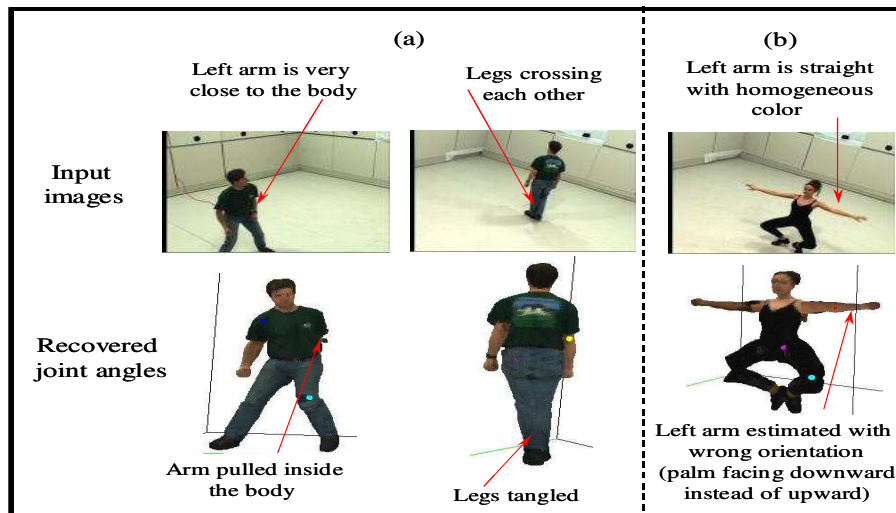 (a)
(b)
Left arm is very
close to the body
Legs crossing
each other
Left arm is straight
with homogeneous
color
Input
images
Recovered
joint angles
Arm pulled inside
the body
Legs tangled
Left arm estimated with
wrong orientation
(palm facing downward
instead of upward)